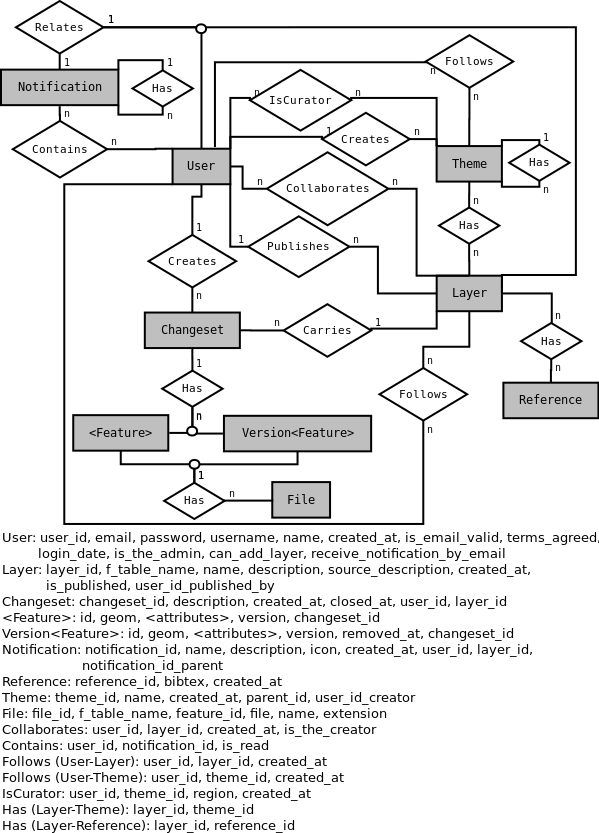 Relates
1
1
Follows
Notification
1
Has
n
n
n
n
IsCurator
n
n
1
Creates
n
1
Contains
n
User
Theme
Has
n
n
Collaborates
n
n
Has
1
Publishes
n
1
n
Creates
n
Layer
n
Changeset
n
Carries
1
n
Has
1
n
n
Has
Follows
Reference
n
n
<Feature>
Version<Feature>
1
Has
n
File
User: user_id, email, password, username, name, created_at, is_email_valid, terms_agreed,
login_date, is_the_admin, can_add_layer, receive_notification_by_email
Layer: layer_id, f_table_name, name, description, source_description, created_at,
is_published, user_id_published_by
Changeset: changeset_id, description, created_at, closed_at, user_id, layer_id
<Feature>: id, geom, <attributes>, version, changeset_id
Version<Feature>: id, geom, <attributes>, version, removed_at, changeset_id
Notification: notification_id, name, description, icon, created_at, user_id, layer_id,
notification_id_parent
Reference: reference_id, bibtex, created_at
Theme: theme_id, name, created_at, parent_id, user_id_creator
File: file_id, f_table_name, feature_id, file, name, extension
Collaborates: user_id, layer_id, created_at, is_the_creator
Contains: user_id, notification_id, is_read
Follows (User-Layer): user_id, layer_id, created_at
Follows (User-Theme): user_id, theme_id, created_at
IsCurator: user_id, theme_id, region, created_at
Has (Layer-Theme): layer_id, theme_id
Has (Layer-Reference): layer_id, reference_id